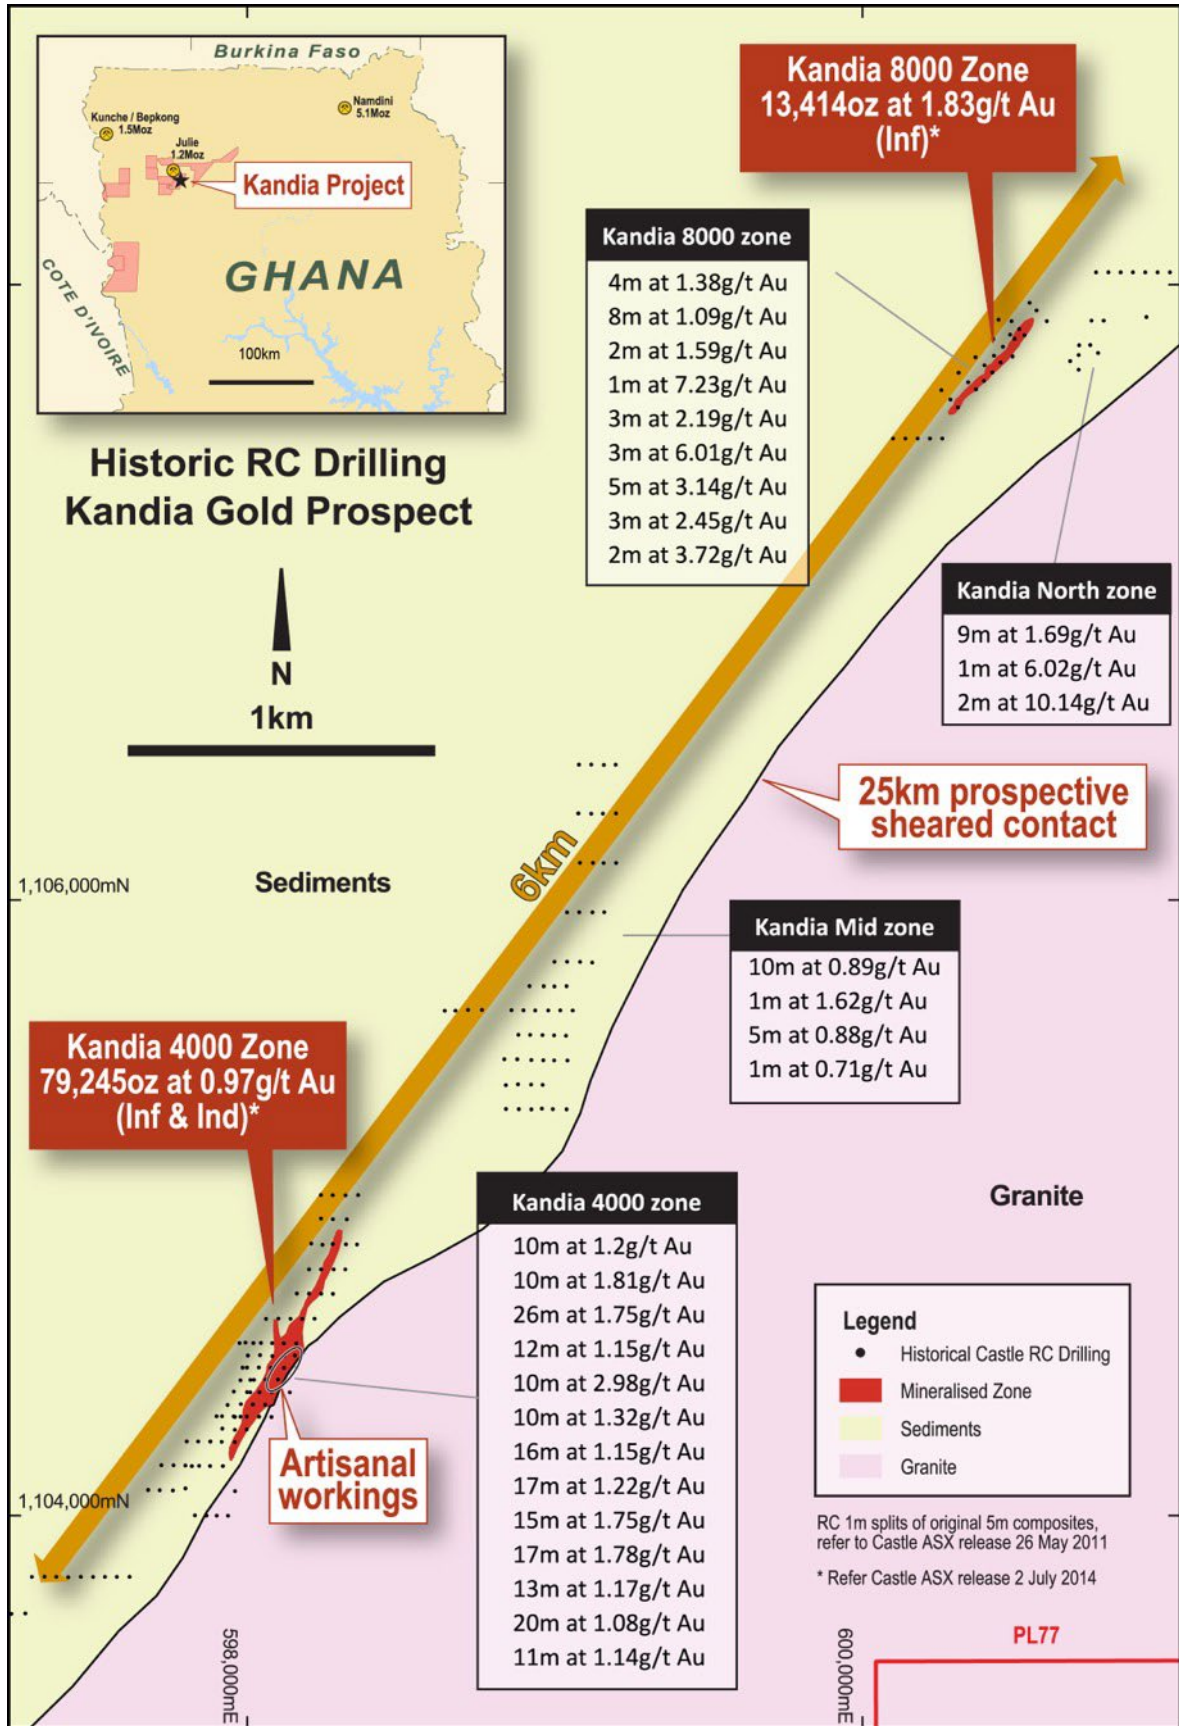 Burkina Faso
Kunche / Bepkong
1.5Moz
Namdini
5.1Moz
Julie
1.2Moz
Kandia Project
GHANA
COTE D'IVOIRE
100km
Kandia 8000 Zone
13,414oz at 1.83g/t Au
(Inf)*
Kandia 8000 zone
4m at 1.38g/t Au
8m at 1.09g/t Au
2m at 1.59g/t Au
1m at 7.23g/t Au
3m at 2.19g/t Au
3m at 6.01g/t Au
5m at 3.14g/t Au
3m at 2.45g/t Au
2m at 3.72g/t Au
Historic RC Drilling
Kandia Gold Prospect
N
1km
Kandia North zone
9m at 1.69g/t Au
1m at 6.02g/t Au
2m at 10.14g/t Au
25km prospective
sheared contact
6km
1,106,000mN
Sediments
Kandia Mid zone
10m at 0.89g/t Au
1m at 1.62g/t Au
5m at 0.88g/t Au
1m at 0.71g/t Au
Kandia 4000 Zone
79,245oz at 0.97g/t Au
(Inf & Ind)*
Kandia 4000 zone
10m at 1.2g/t Au
10m at 1.81g/t Au
26m at 1.75g/t Au
12m at 1.15g/t Au
10m at 2.98g/t Au
10m at 1.32g/t Au
16m at 1.15g/t Au
17m at 1.22g/t Au
15m at 1.75g/t Au
17m at 1.78g/t Au
13m at 1.17g/t Au
20m at 1.08g/t Au
11m at 1.14g/t Au
Granite
Artisanal
workings
1,104,000mN
Legend
Historical Castle RC Drilling
Mineralised Zone
Sediments
Granite
RC 1m splits of original 5m composites,
refer to Castle ASX release 26 May 2011
* Refer Castle ASX release 2 July 2014
PL77
598,000mE
600,000mE